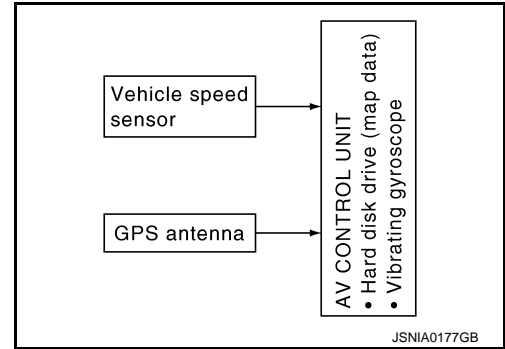 Vehicle speed
sensor
GPS antenna
AV CONTROL UNIT
• Hard disk drive (map data)
• Vibrating gyroscope
JSNIA0177GB